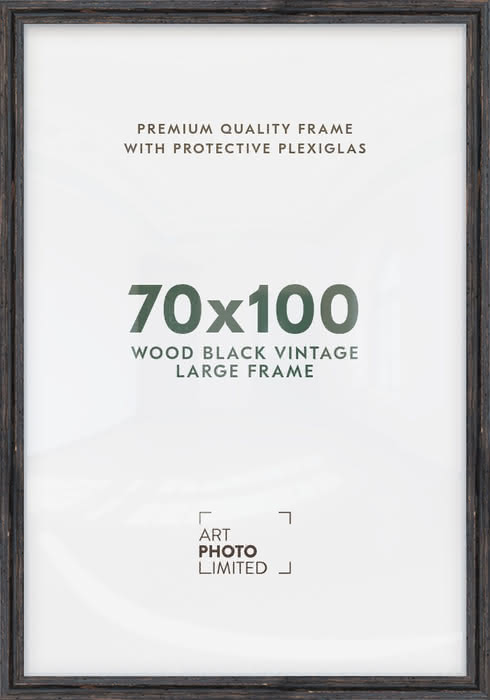 PREMIUM QUALITY FRAME
WITH PROTECTIVE PLEXIGLAS
70x100
WOOD BLACK VINTAGE
LARGE FRAME
ART
PHOTO
LIMITED